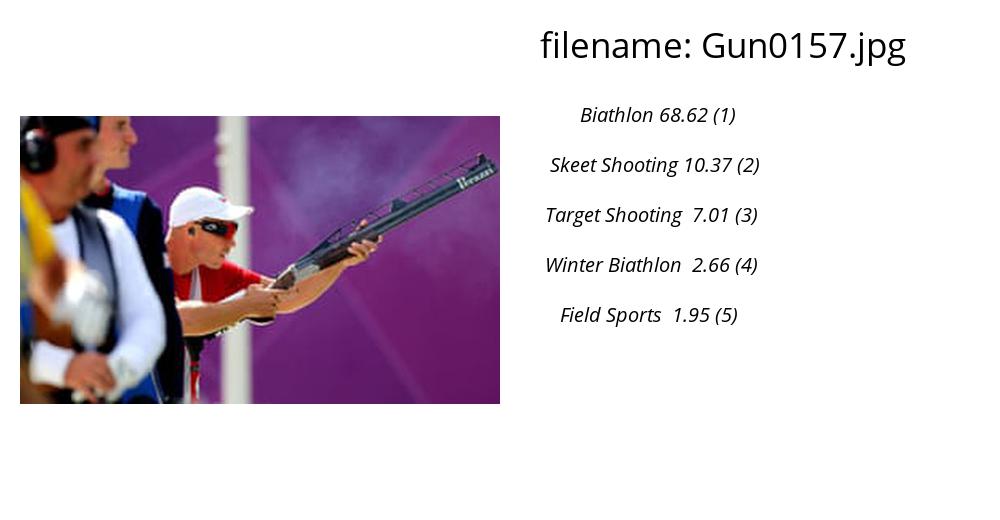 filename: Gun0157.jpg
Biathlon 68.62 (1)
Skeet Shooting 10.37 (2)
Target Shooting 7.01 (3)
Winter Biathlon 2.66 (4)
Field Sports 1.95 (5)
Perazzi